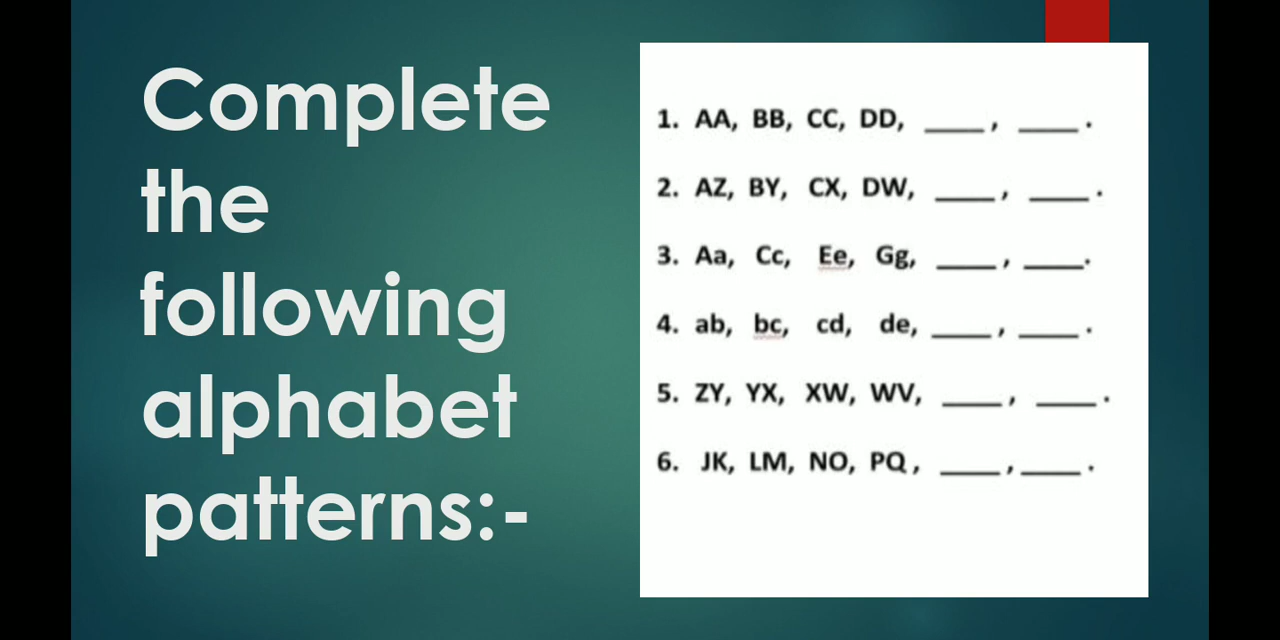 Complete
the
following
alphabet
patterns:-
1. AA, BB, CC, DD, ____, ____.
2. AZ, BY, CX, DW, ____, ____.
3. Aa, Cc, Ee, Gg, ____, ____.
4. ab, bc, cd, de, ____, ____.
5. ZY, YX, XW, WV, ____, ____.
6. JK, LM, NO, PQ, ____, ____.